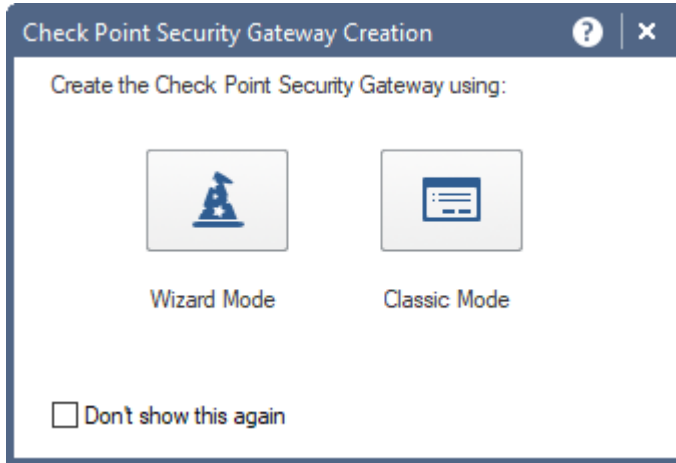 Check Point Security Gateway Creation
Create the Check Point Security Gateway using:
Wizard Mode
Classic Mode
Don't show this again